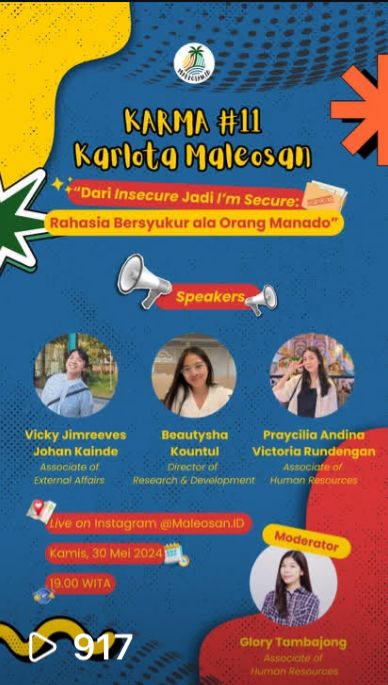 MALEOSAN.ID
KARMA #11
Karlota Maleosan
"Dari Insecure Jadi I'm Secure:
Rahasia Bersyukur ala Orang Manado"
Speakers
Vicky Jimreeves
Johan Kainde
Associate of
External Affairs
Beautysha
Kountul
Director of
Research & Development
Praycilia Andina
Victoria Rundengan
Associate of
Human Resources
Live on Instagram @Maleosan.ID
Kamis, 30 Mei 2024
19.00 WITA
Moderator
Glory Tambajong
Associate of
Human Resources
917